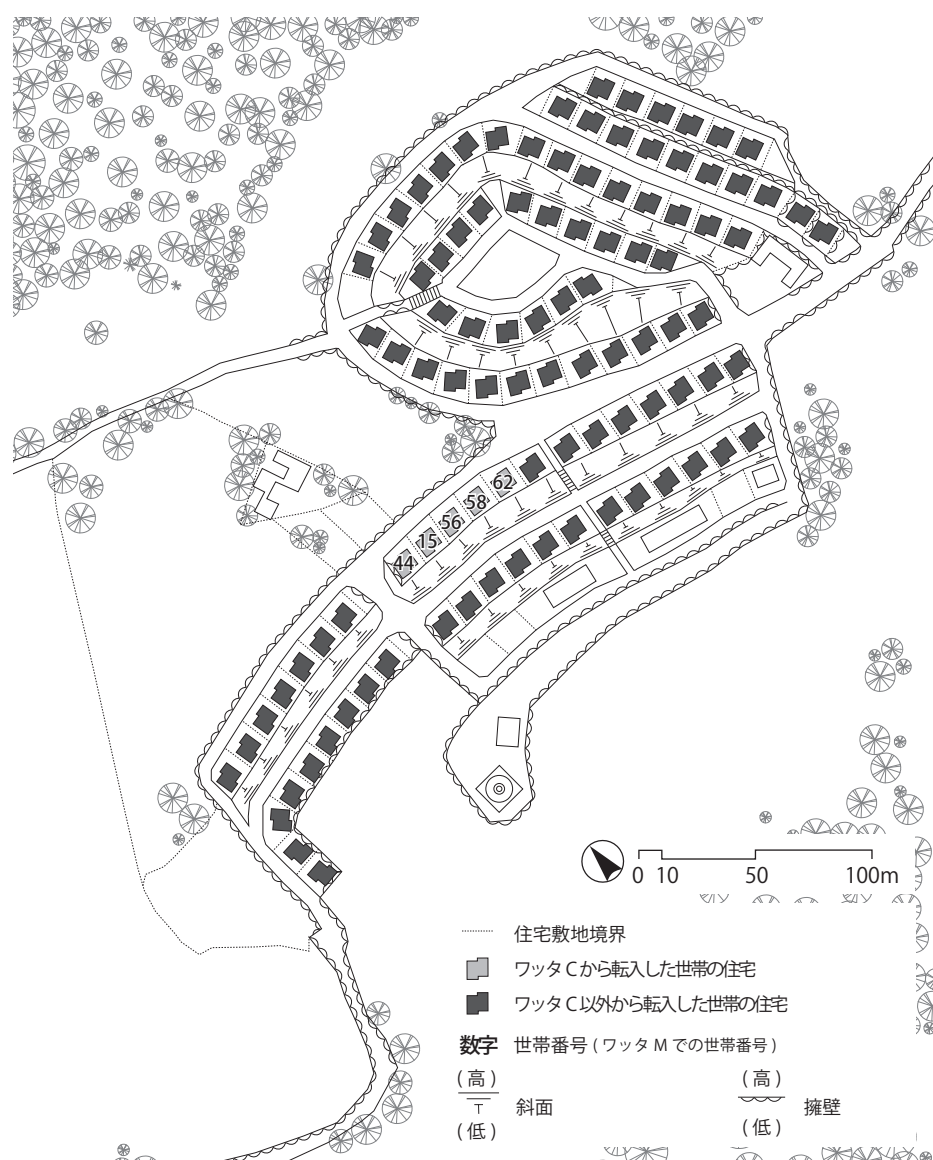 62
58
56
15
44
0 10 50 100m
住宅敷地境界
ワッタ C から転入した世帯の住宅
ワッタ C 以外から転入した世帯の住宅
数字 世帯番号 ( ワッタ M での世帯番号 )
( 高 ) ( 高 )
斜面 擁壁
( 低 ) ( 低 )